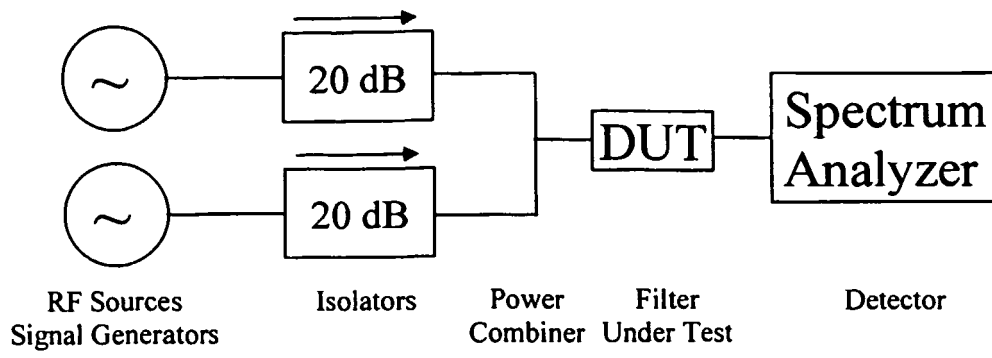 ~
20 dB
~
20 dB
DUT
Spectrum
Analyzer
RF Sources
Signal Generators
Isolators
Power
Combiner
Filter
Under Test
Detector